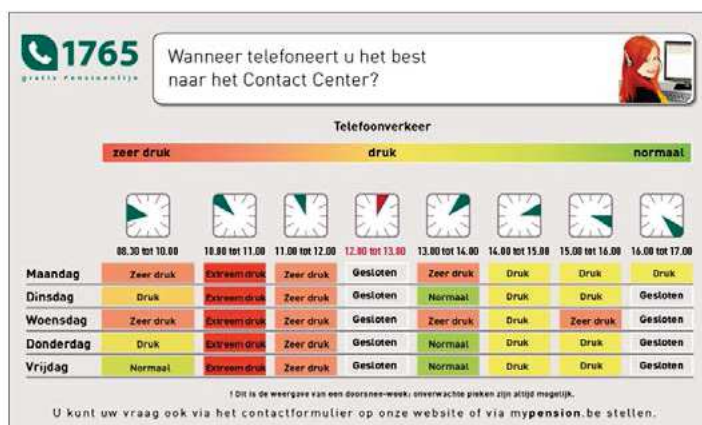 1765
gratis Pensioenlijn
Wanneer telefoneert u het best
naar het Contact Center?
Telefoonverkeer
zeer druk druk normaal
08.30 tot 10.00 10.00 tot 11.00 11.00 tot 12.00 12.00 tot 13.00 13.00 tot 14.00 14.00 tot 15.00 15.00 tot 16.00 16.00 tot 17.00
Maandag Zeer druk Extreem druk Zeer druk Gesloten Zeer druk Druk Druk Druk
Dinsdag Druk Extreem druk Zeer druk Gesloten Normaal Druk Druk Gesloten
Woensdag Zeer druk Extreem druk Zeer druk Gesloten Zeer druk Druk Zeer druk Gesloten
Donderdag Druk Extreem druk Zeer druk Gesloten Normaal Druk Druk Gesloten
Vrijdag Normaal Extreem druk Zeer druk Gesloten Normaal Druk Druk Gesloten
! Dit is de weergave van een doorsnee-week; onverwachte pieken zijn altijd mogelijk.
U kunt uw vraag ook via het contactformulier op onze website of via mypension.be stellen.